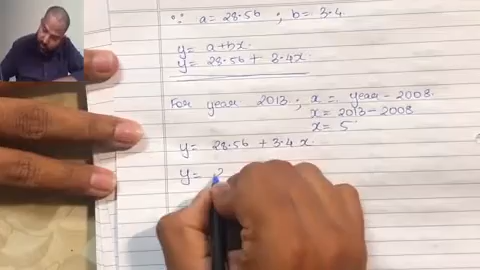 ∵ a = 28.56 ; b = 3.4
y = a+bx.
y = 28.56 + 3.4x.
For year 2013 ; x = year - 2008.
x = 2013 - 2008
x = 5
y = 28.56 + 3.4 x.
y = 2